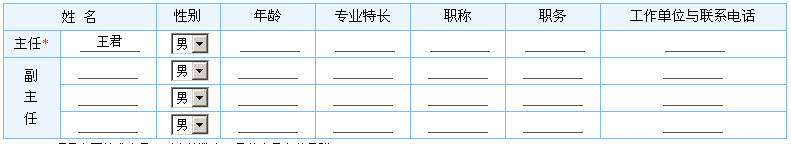 姓 名 性别 年龄 专业特长 职称 职务 工作单位与联系电话
主任* 王君 男
副 男
主 男
任 男